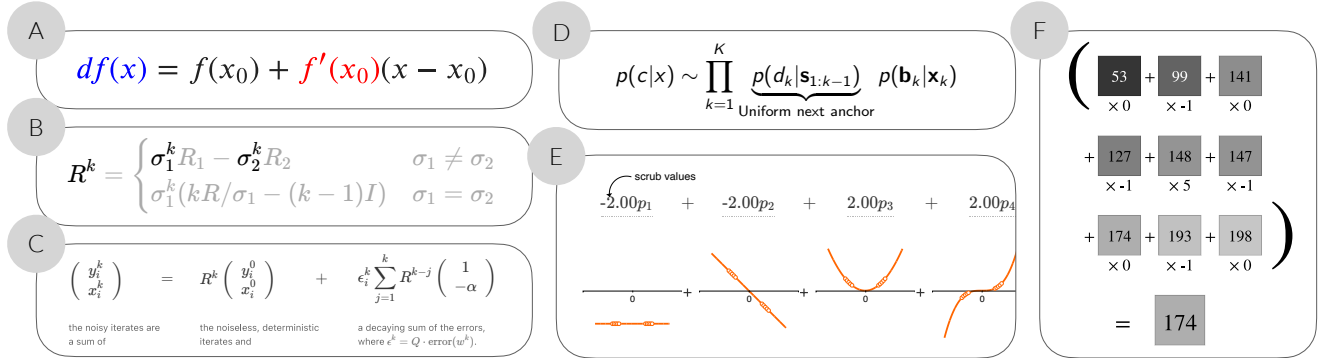 A
df(x) = f(x₀) + f′(x₀)(x − x₀)
B
Rᵏ = { σ₁ᵏR₁ − σ₂ᵏR₂ σ₁ ≠ σ₂
σ₁ᵏ(kR/σ₁ − (k − 1)I) σ₁ = σ₂
C
( yᵢᵏ xᵢᵏ ) = Rᵏ ( yᵢ⁰ xᵢ⁰ ) + ϵᵢᵏ ∑ⱼ₌₁ᵏ Rᵏ⁻ʲ ( 1 −α )
the noisy iterates are
a sum of
the noiseless, deterministic
iterates and
a decaying sum of the errors,
where ϵᵏ = Q · error(wᵏ).
D
p(c|x) ∼ ∏ₖ₌₁ᴷ p(dₖ|s₁:ₖ₋₁) p(bₖ|xₖ)
Uniform next anchor
E
scrub values
-2.00p₁ + -2.00p₂ + 2.00p₃ + 2.00p₄
0 + 0 + 0 + 0
F
( 53 + 99 + 141
×0 ×-1 ×0
+ 127 + 148 + 147
×-1 ×5 ×-1
+ 174 + 193 + 198 )
×0 ×-1 ×0
= 174